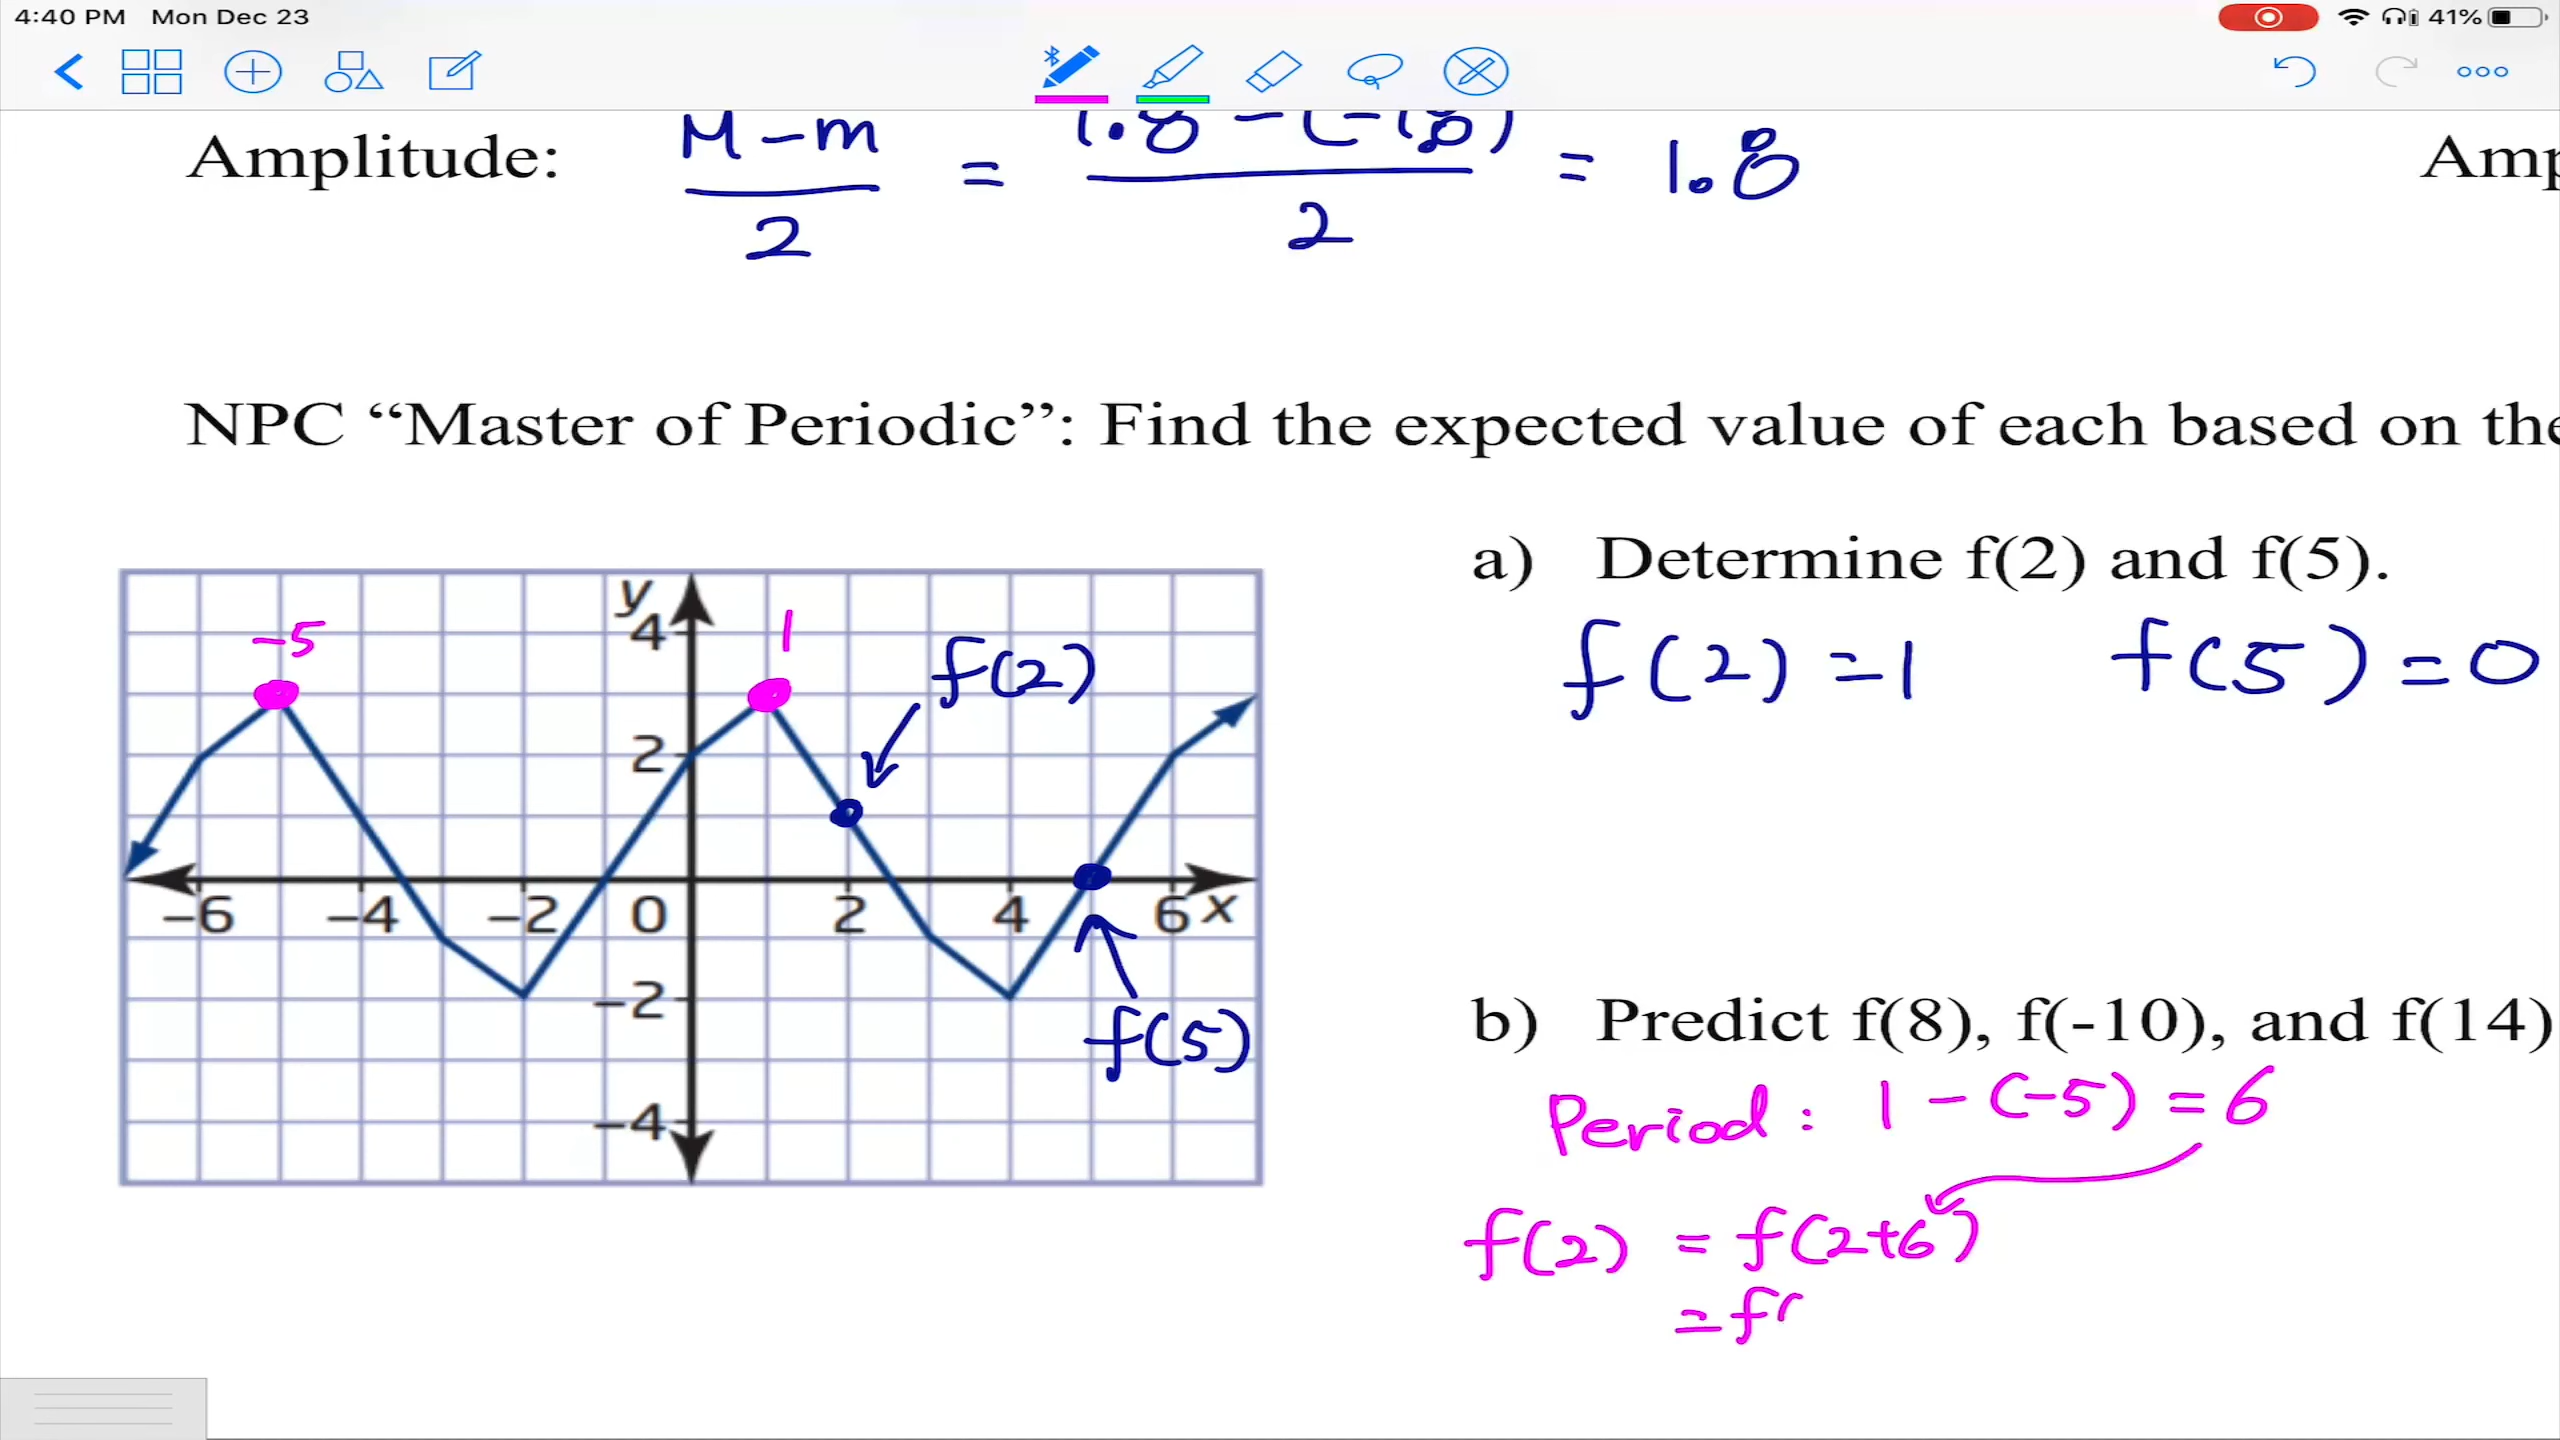 4:40 PM Mon Dec 23 41%
Amplitude: M-m/2 = 1.8-(-1.8)/2 = 1.8
NPC “Master of Periodic”: Find the expected value of each based on the
a) Determine f(2) and f(5).
f(2)=1 f(5)=0
y
4
2
0
-2
-4
-6 -4 -2 2 4 6 x
-5
1
f(2)
f(5)
b) Predict f(8), f(-10), and f(14)
Period: 1-(-5)=6
f(2) = f(2+6)
=f(